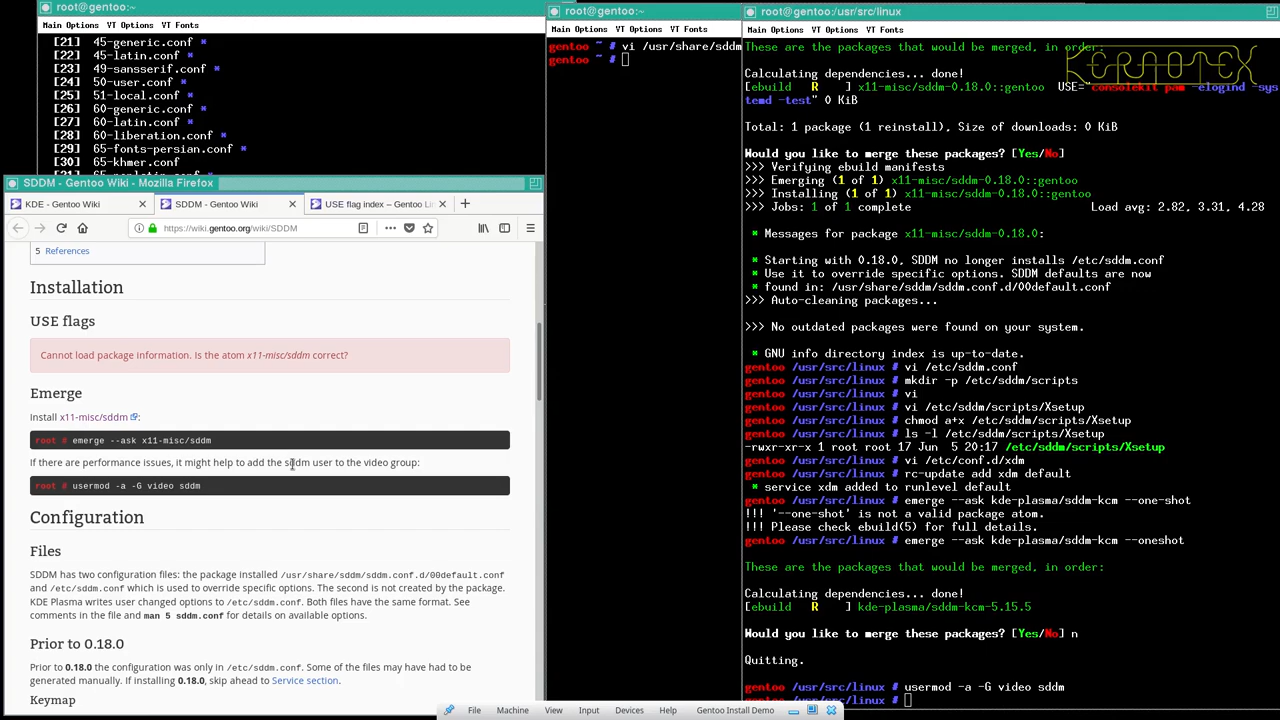 root@gentoo:~
Main Options  VT Options  VT Fonts
[21]  45-generic.conf *
[22]  45-latin.conf *
[23]  49-sansserif.conf *
[24]  50-user.conf *
[25]  51-local.conf *
[26]  60-generic.conf *
[27]  60-latin.conf *
[28]  60-liberation.conf *
[29]  65-fonts-persian.conf *
[30]  65-khmer.conf
SDDM - Gentoo Wiki - Mozilla Firefox
KDE - Gentoo Wiki
SDDM - Gentoo Wiki
USE flag index – Gentoo Li
https://wiki.gentoo.org/wiki/SDDM
5 References
Installation
USE flags
Cannot load package information. Is the atom x11-misc/sddm correct?
Emerge
Install x11-misc/sddm:
root # emerge --ask x11-misc/sddm
If there are performance issues, it might help to add the sddm user to the video group:
root # usermod -a -G video sddm
Configuration
Files
SDDM has two configuration files: the package installed /usr/share/sddm/sddm.conf.d/00default.conf
and /etc/sddm.conf which is used to override specific options. The second is not created by the package.
KDE Plasma writes user changed options to /etc/sddm.conf. Both files have the same format. See
comments in the file and man 5 sddm.conf for details on available options.
Prior to 0.18.0
Prior to 0.18.0 the configuration was only in /etc/sddm.conf. Some of the files may have had to be
generated manually. If installing 0.18.0, skip ahead to Service section.
Keymap
root@gentoo:~
Main Options  VT Options  VT Fonts
gentoo ~ # vi /usr/share/sddm
gentoo ~ #
root@gentoo:/usr/src/linux
Main Options  VT Options  VT Fonts
KERAOTEX
These are the packages that would be merged, in order:
Calculating dependencies... done!
[ebuild   R    ] x11-misc/sddm-0.18.0::gentoo  USE="consolekit pam -elogind -sys
temd -test" 0 KiB
Total: 1 package (1 reinstall), Size of downloads: 0 KiB
Would you like to merge these packages? [Yes/No]
>>> Verifying ebuild manifests
>>> Emerging (1 of 1) x11-misc/sddm-0.18.0::gentoo
>>> Installing (1 of 1) x11-misc/sddm-0.18.0::gentoo
>>> Jobs: 1 of 1 complete                           Load avg: 2.82, 3.31, 4.28
* Messages for package x11-misc/sddm-0.18.0:
* Starting with 0.18.0, SDDM no longer installs /etc/sddm.conf
* Use it to override specific options. SDDM defaults are now
* found in: /usr/share/sddm/sddm.conf.d/00default.conf
>>> Auto-cleaning packages...
>>> No outdated packages were found on your system.
* GNU info directory index is up-to-date.
gentoo /usr/src/linux # vi /etc/sddm.conf
gentoo /usr/src/linux # mkdir -p /etc/sddm/scripts
gentoo /usr/src/linux # vi
gentoo /usr/src/linux # vi /etc/sddm/scripts/Xsetup
gentoo /usr/src/linux # chmod a+x /etc/sddm/scripts/Xsetup
gentoo /usr/src/linux # ls -l /etc/sddm/scripts/Xsetup
-rwxr-xr-x 1 root root 17 Jun  5 20:17 /etc/sddm/scripts/Xsetup
gentoo /usr/src/linux # vi /etc/conf.d/xdm
gentoo /usr/src/linux # rc-update add xdm default
* service xdm added to runlevel default
gentoo /usr/src/linux # emerge --ask kde-plasma/sddm-kcm --one-shot
!!! '--one-shot' is not a valid package atom.
!!! Please check ebuild(5) for full details.
gentoo /usr/src/linux # emerge --ask kde-plasma/sddm-kcm --oneshot
These are the packages that would be merged, in order:
Calculating dependencies... done!
[ebuild   R    ] kde-plasma/sddm-kcm-5.15.5
Would you like to merge these packages? [Yes/No] n
Quitting.
gentoo /usr/src/linux # usermod -a -G video sddm
gentoo /usr/src/linux #
File  Machine  View  Input  Devices  Help  Gentoo Install Demo